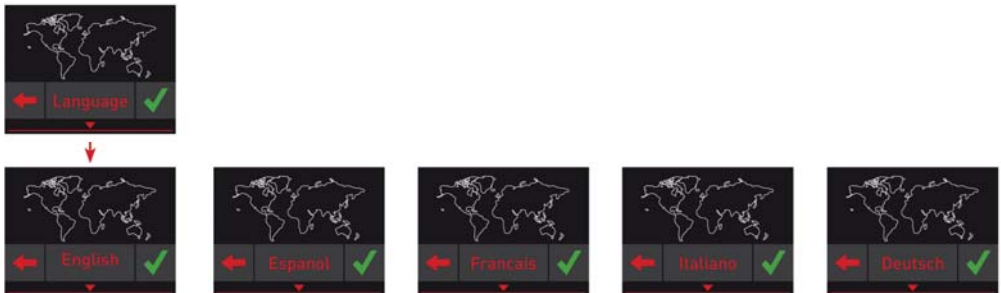 Language
English
Espanol
Francais
Italiano
Deutsch